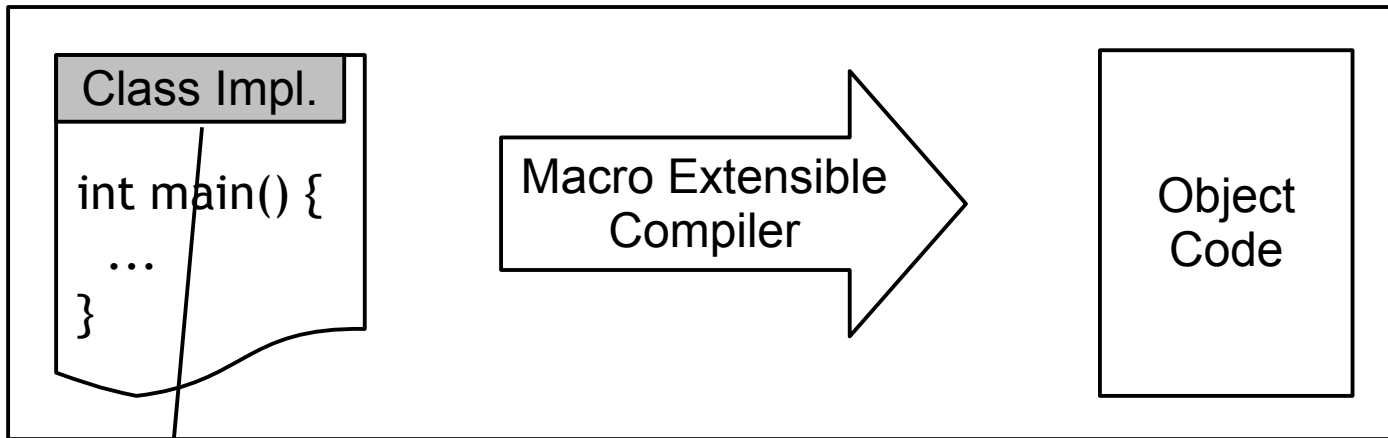 Class Impl.
int main() {
...
}
Macro Extensible
Compiler
Object
Code